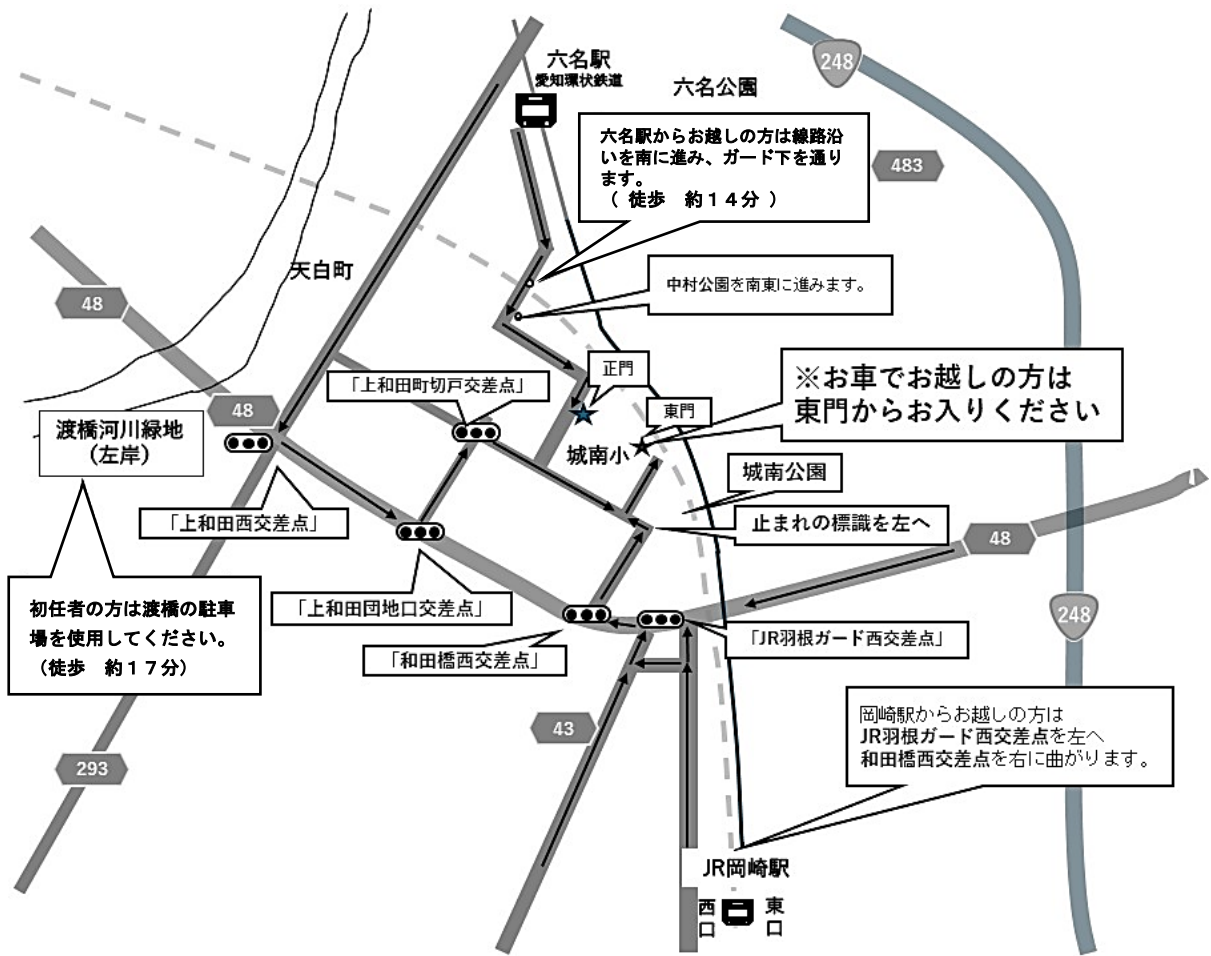 六名駅
愛知環状鉄道
六名公園
248
六名駅からお越しの方は線路沿
いを南に進み、ガード下を通り
ます。
（ 徒歩　約１４分 ）
483
天白町
中村公園を南東に進みます。
48
正門
「上和田町切戸交差点」
※お車でお越しの方は
東門からお入りください
東門
48
渡橋河川緑地
（左岸）
城南小
城南公園
「上和田西交差点」
止まれの標識を左へ
48
初任者の方は渡橋の駐車
場を使用してください。
（徒歩　約１７分）
「上和田団地口交差点」
248
「JR羽根ガード西交差点」
「和田橋西交差点」
43
岡崎駅からお越しの方は
JR羽根ガード西交差点を左へ
和田橋西交差点を右に曲がります。
293
JR岡崎駅
西口
東口